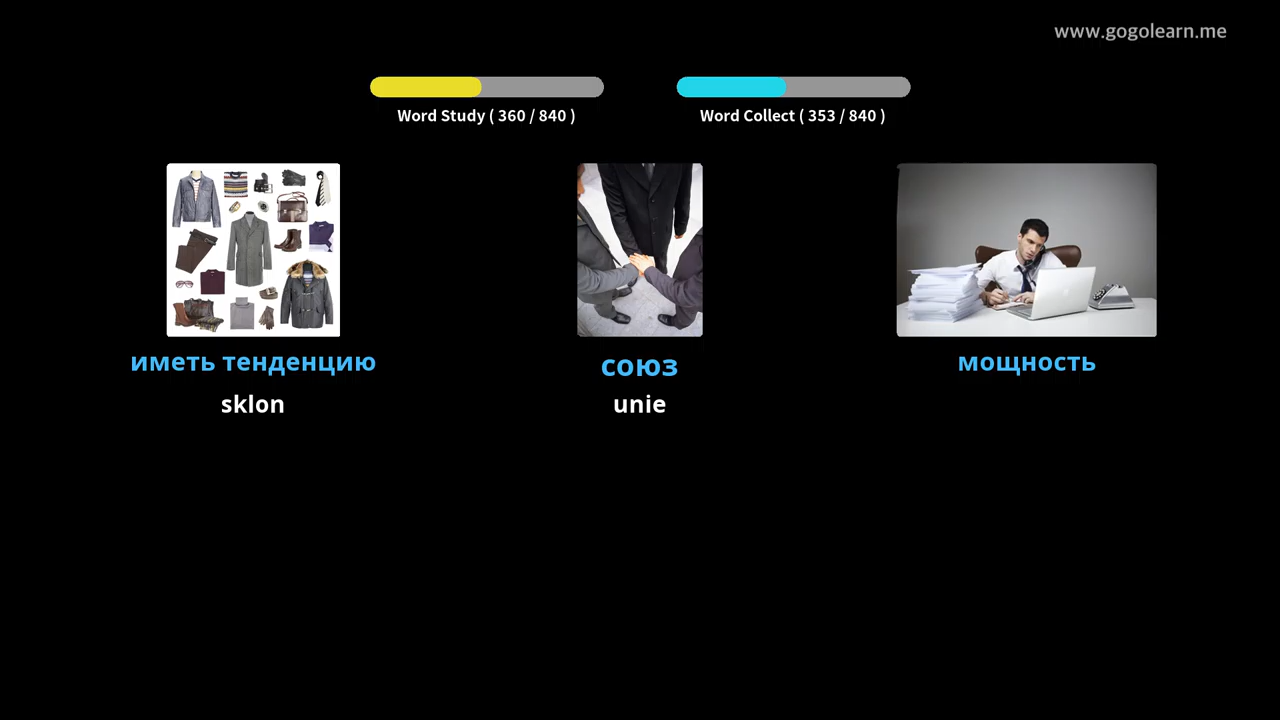 www.gogolearn.me
Word Study ( 360 / 840 )
Word Collect ( 353 / 840 )
иметь тенденцию
союз
мощность
sklon
unie